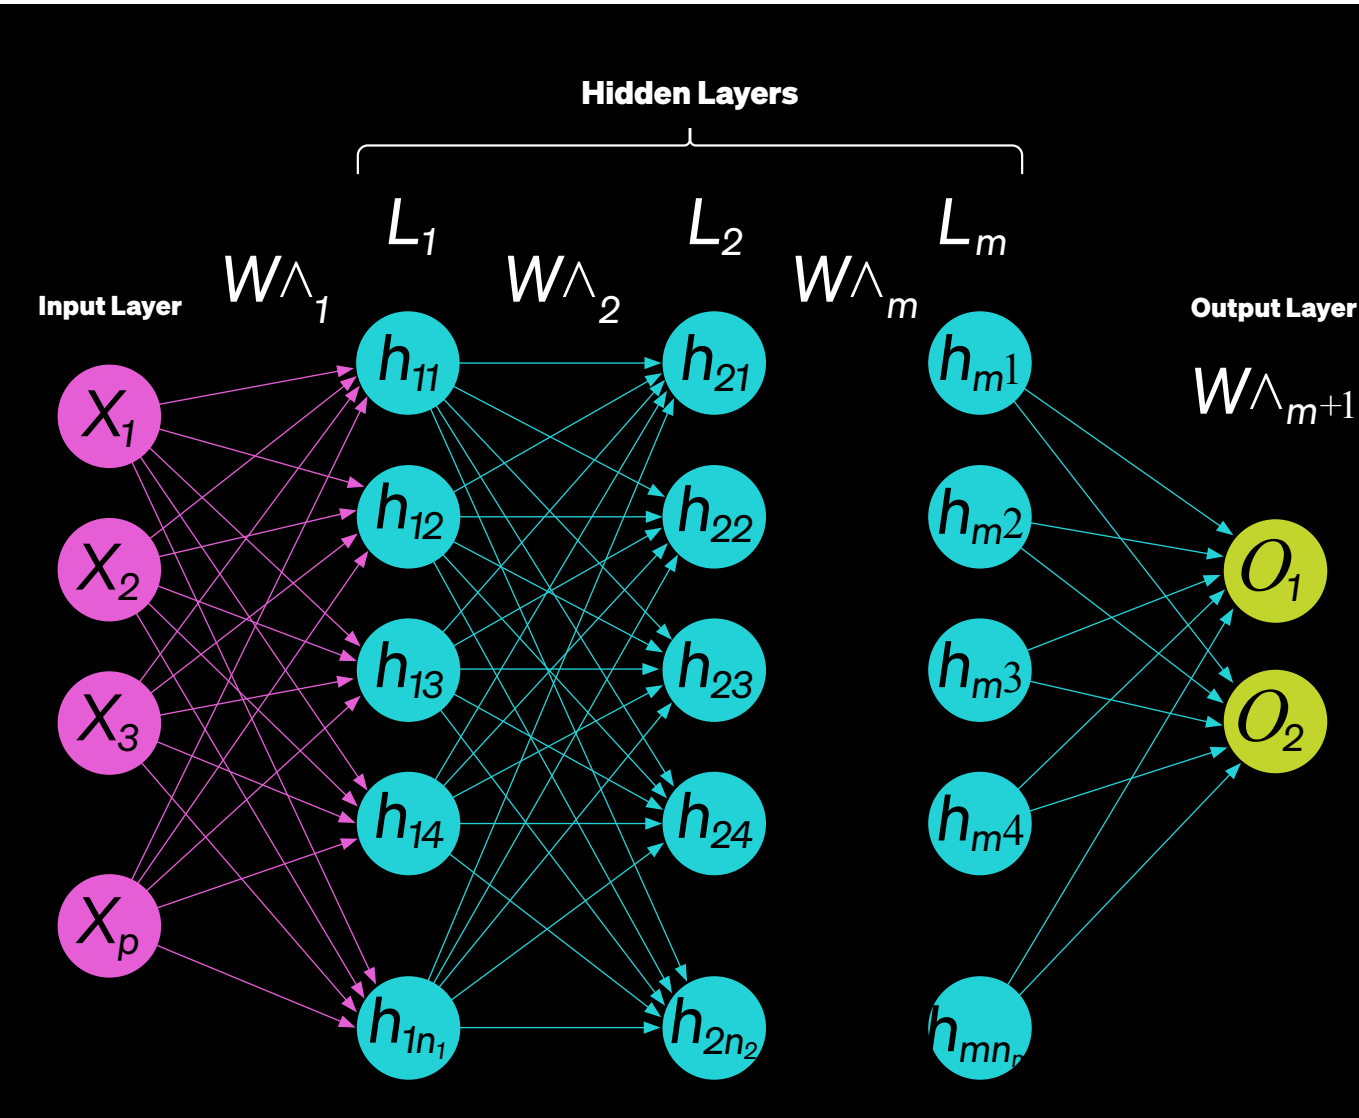 Hidden Layers
L₁ L₂ Lₘ
W∧₁ W∧₂ W∧ₘ
Input Layer
Output Layer
W∧ₘ₊₁
X₁
X₂
X₃
Xₚ
h₁₁
h₁₂
h₁₃
h₁₄
h₁ₙ₁
h₂₁
h₂₂
h₂₃
h₂₄
h₂ₙ₂
hₘ1
hₘ2
hₘ3
hₘ4
hₘₙ
O₁
O₂